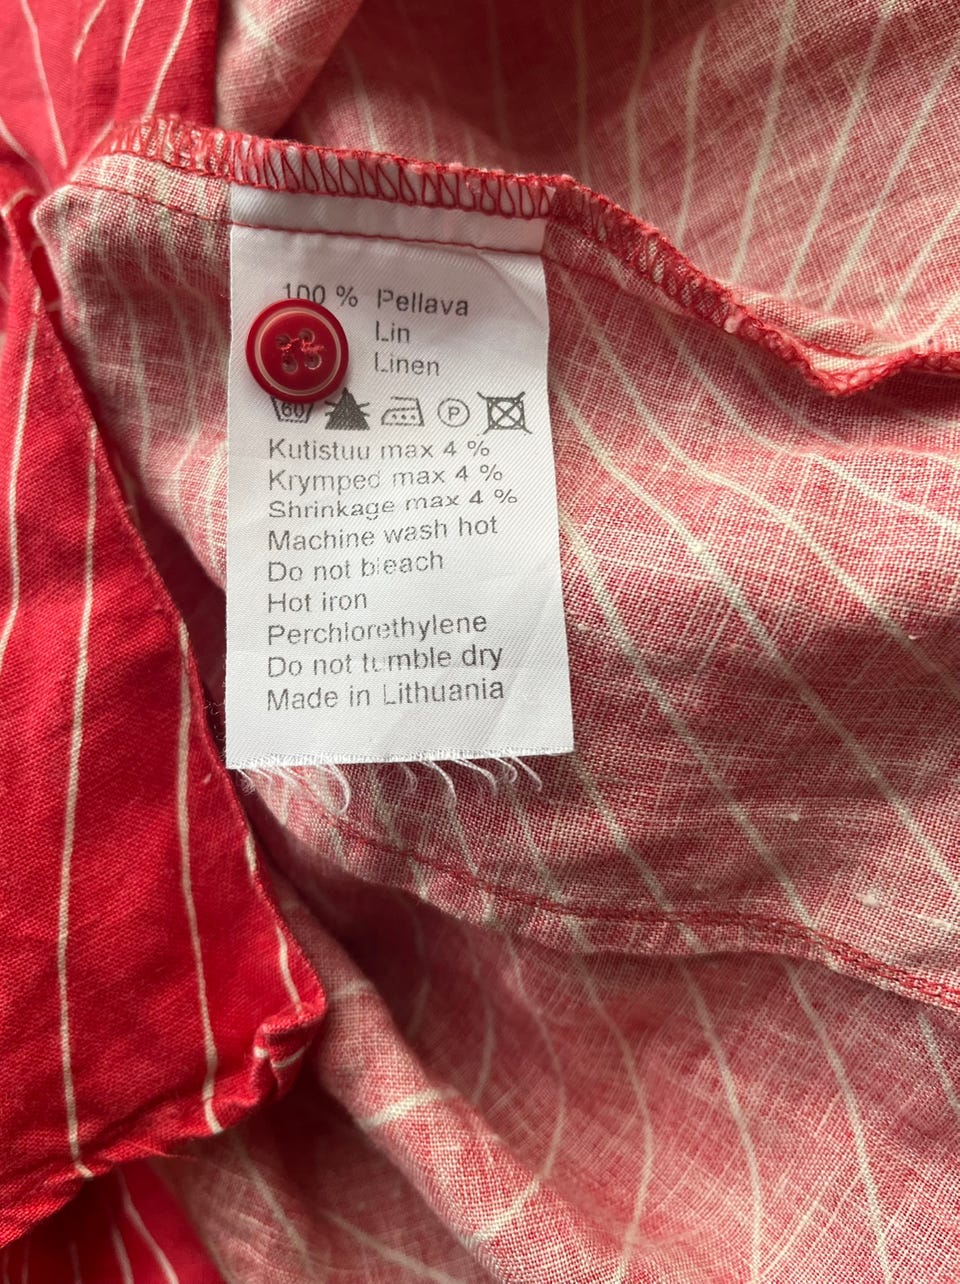 100 % Pellava
Lin
Linen
60 P
Kutistuu max 4 %
Krymped max 4 %
Shrinkage max 4 %
Machine wash hot
Do not bleach
Hot iron
Perchlorethylene
Do not tumble dry
Made in Lithuania